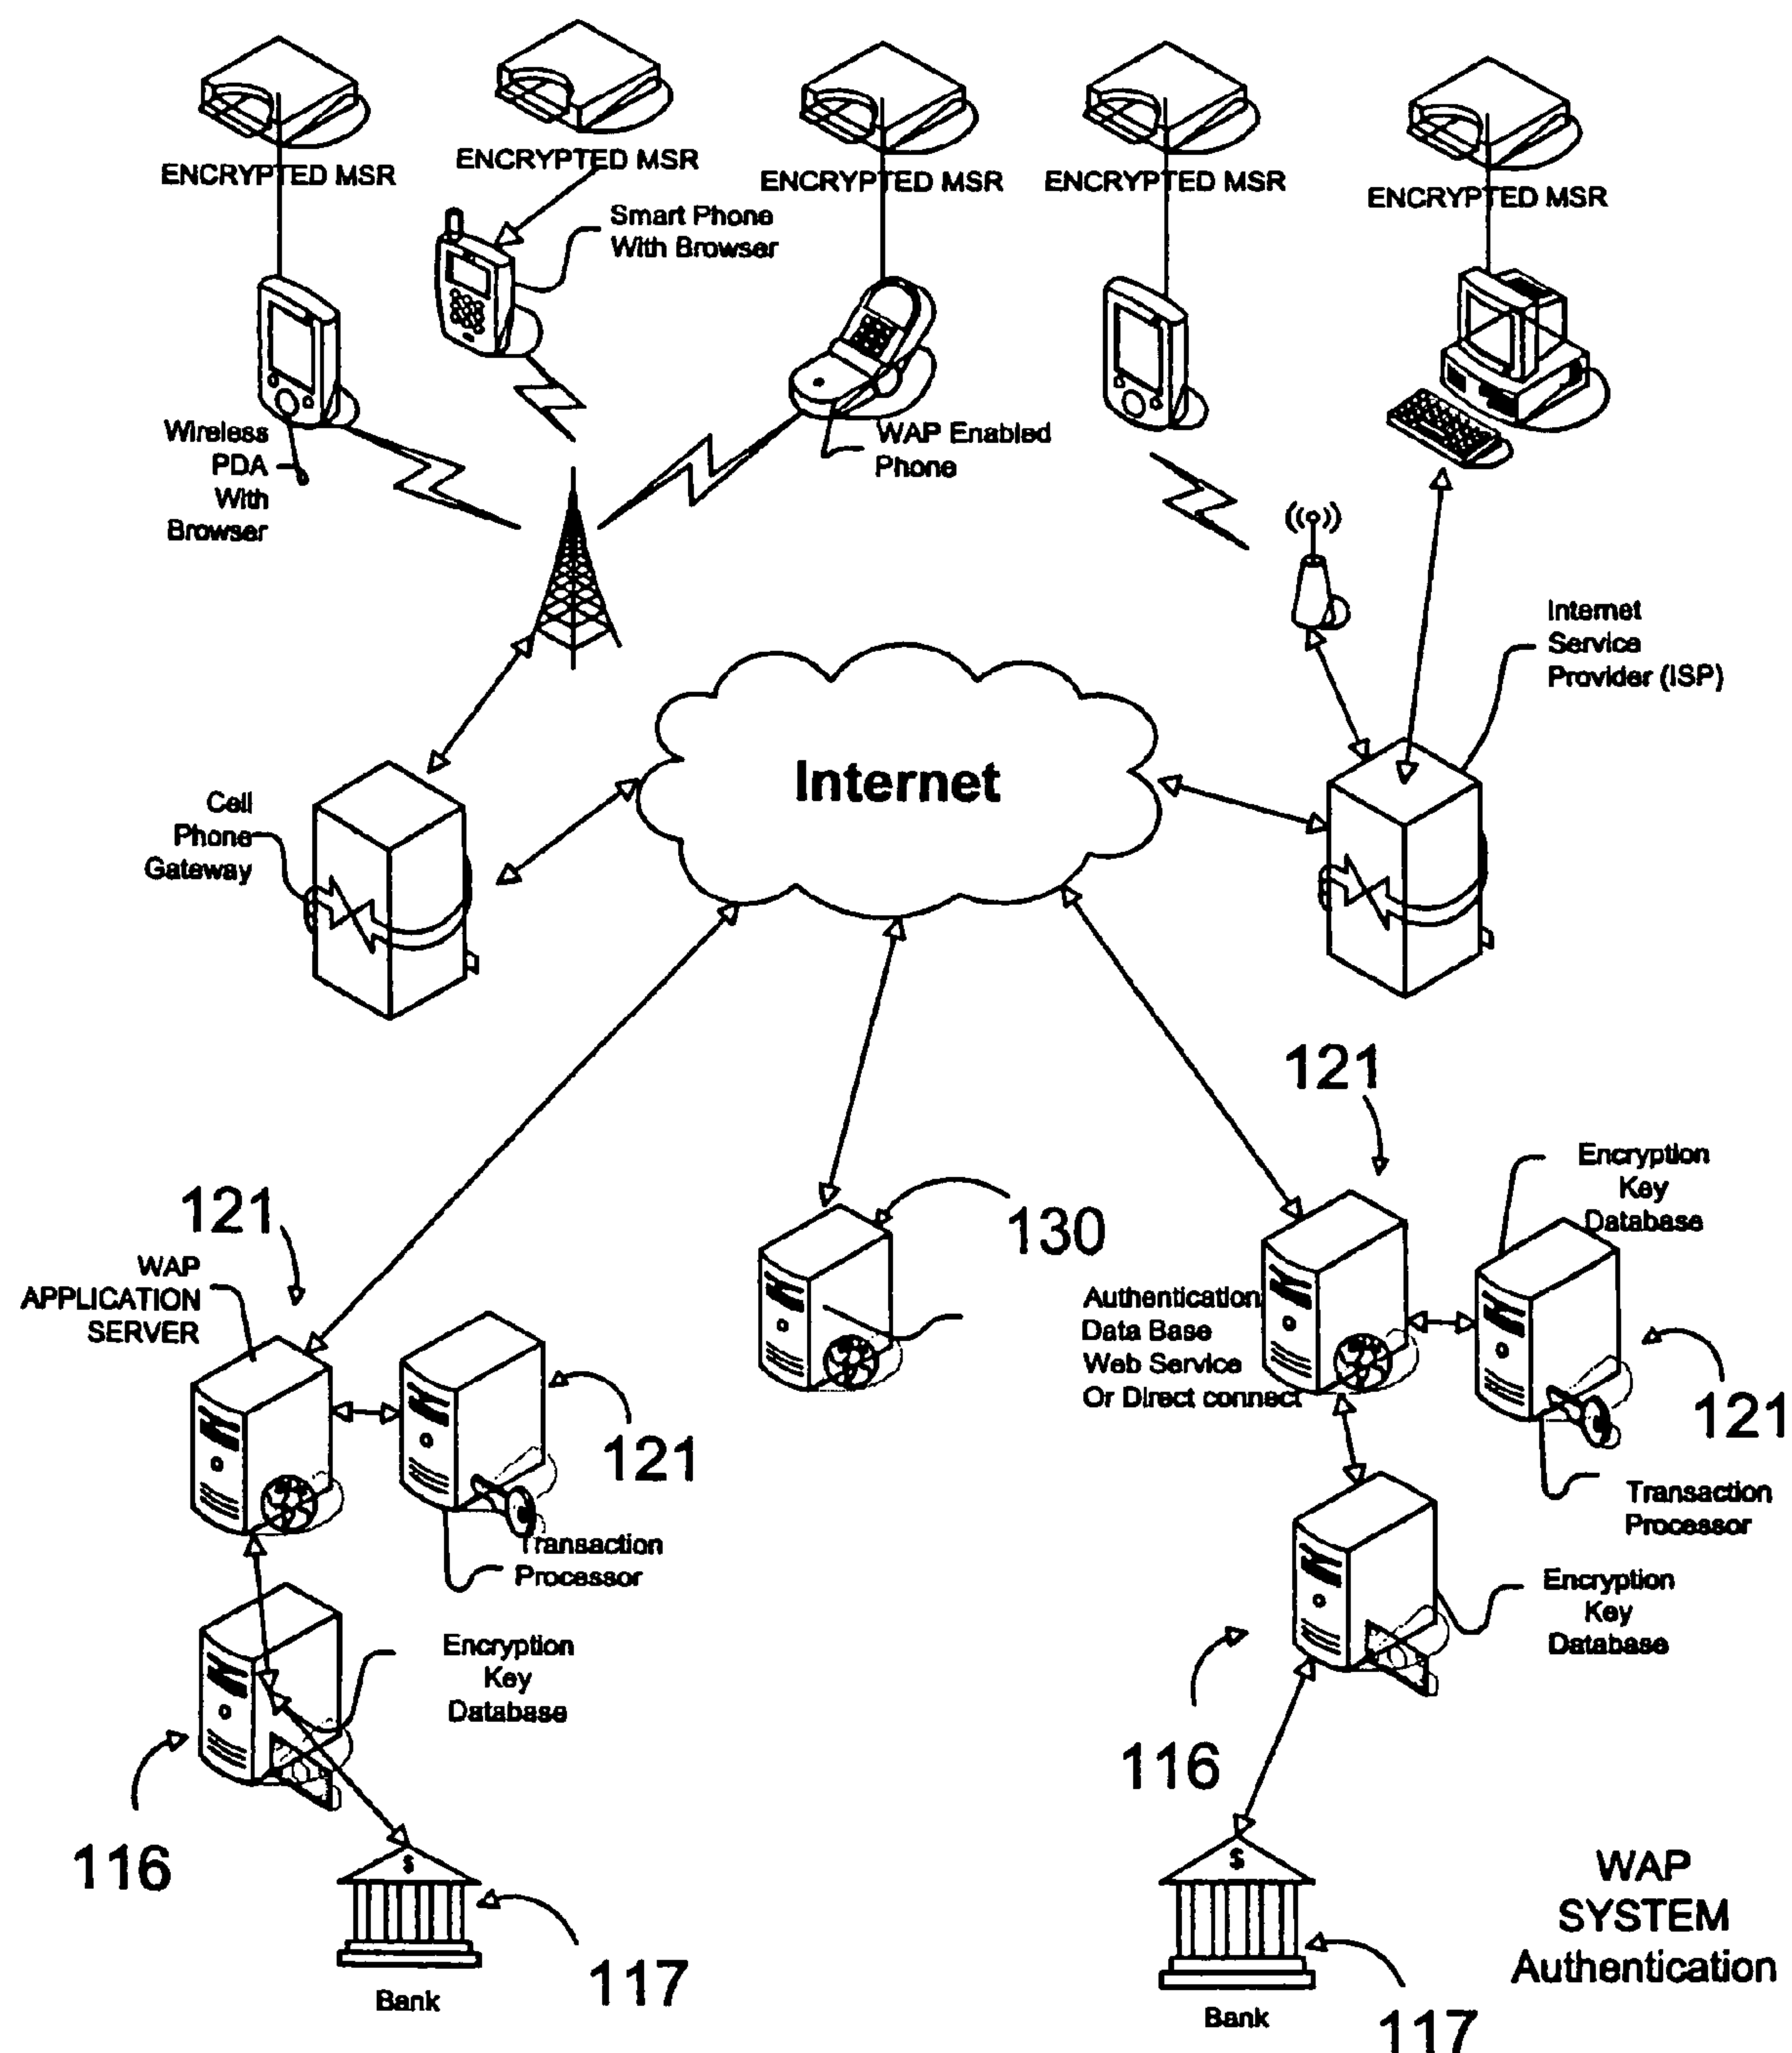 ENCRYPTED MSR
ENCRYPTED MSR
ENCRYPTED MSR
ENCRYPTED MSR
ENCRYPTED MSR
Smart Phone
With Browser
Wireless
PDA
With
Browser
WAP Enabled
Phone
Internet
Service
Provider (ISP)
Internet
Cell
Phone
Gateway
121
Encryption
Key
Database
121
130
WAP
APPLICATION
SERVER
Authentication
Data Base
Web Service
Or Direct connect
121
121
Transaction
Processor
Transaction
Processor
Encryption
Key
Database
Encryption
Key
Database
116
116
$
$
117
Bank
117
Bank
WAP
SYSTEM
Authentication